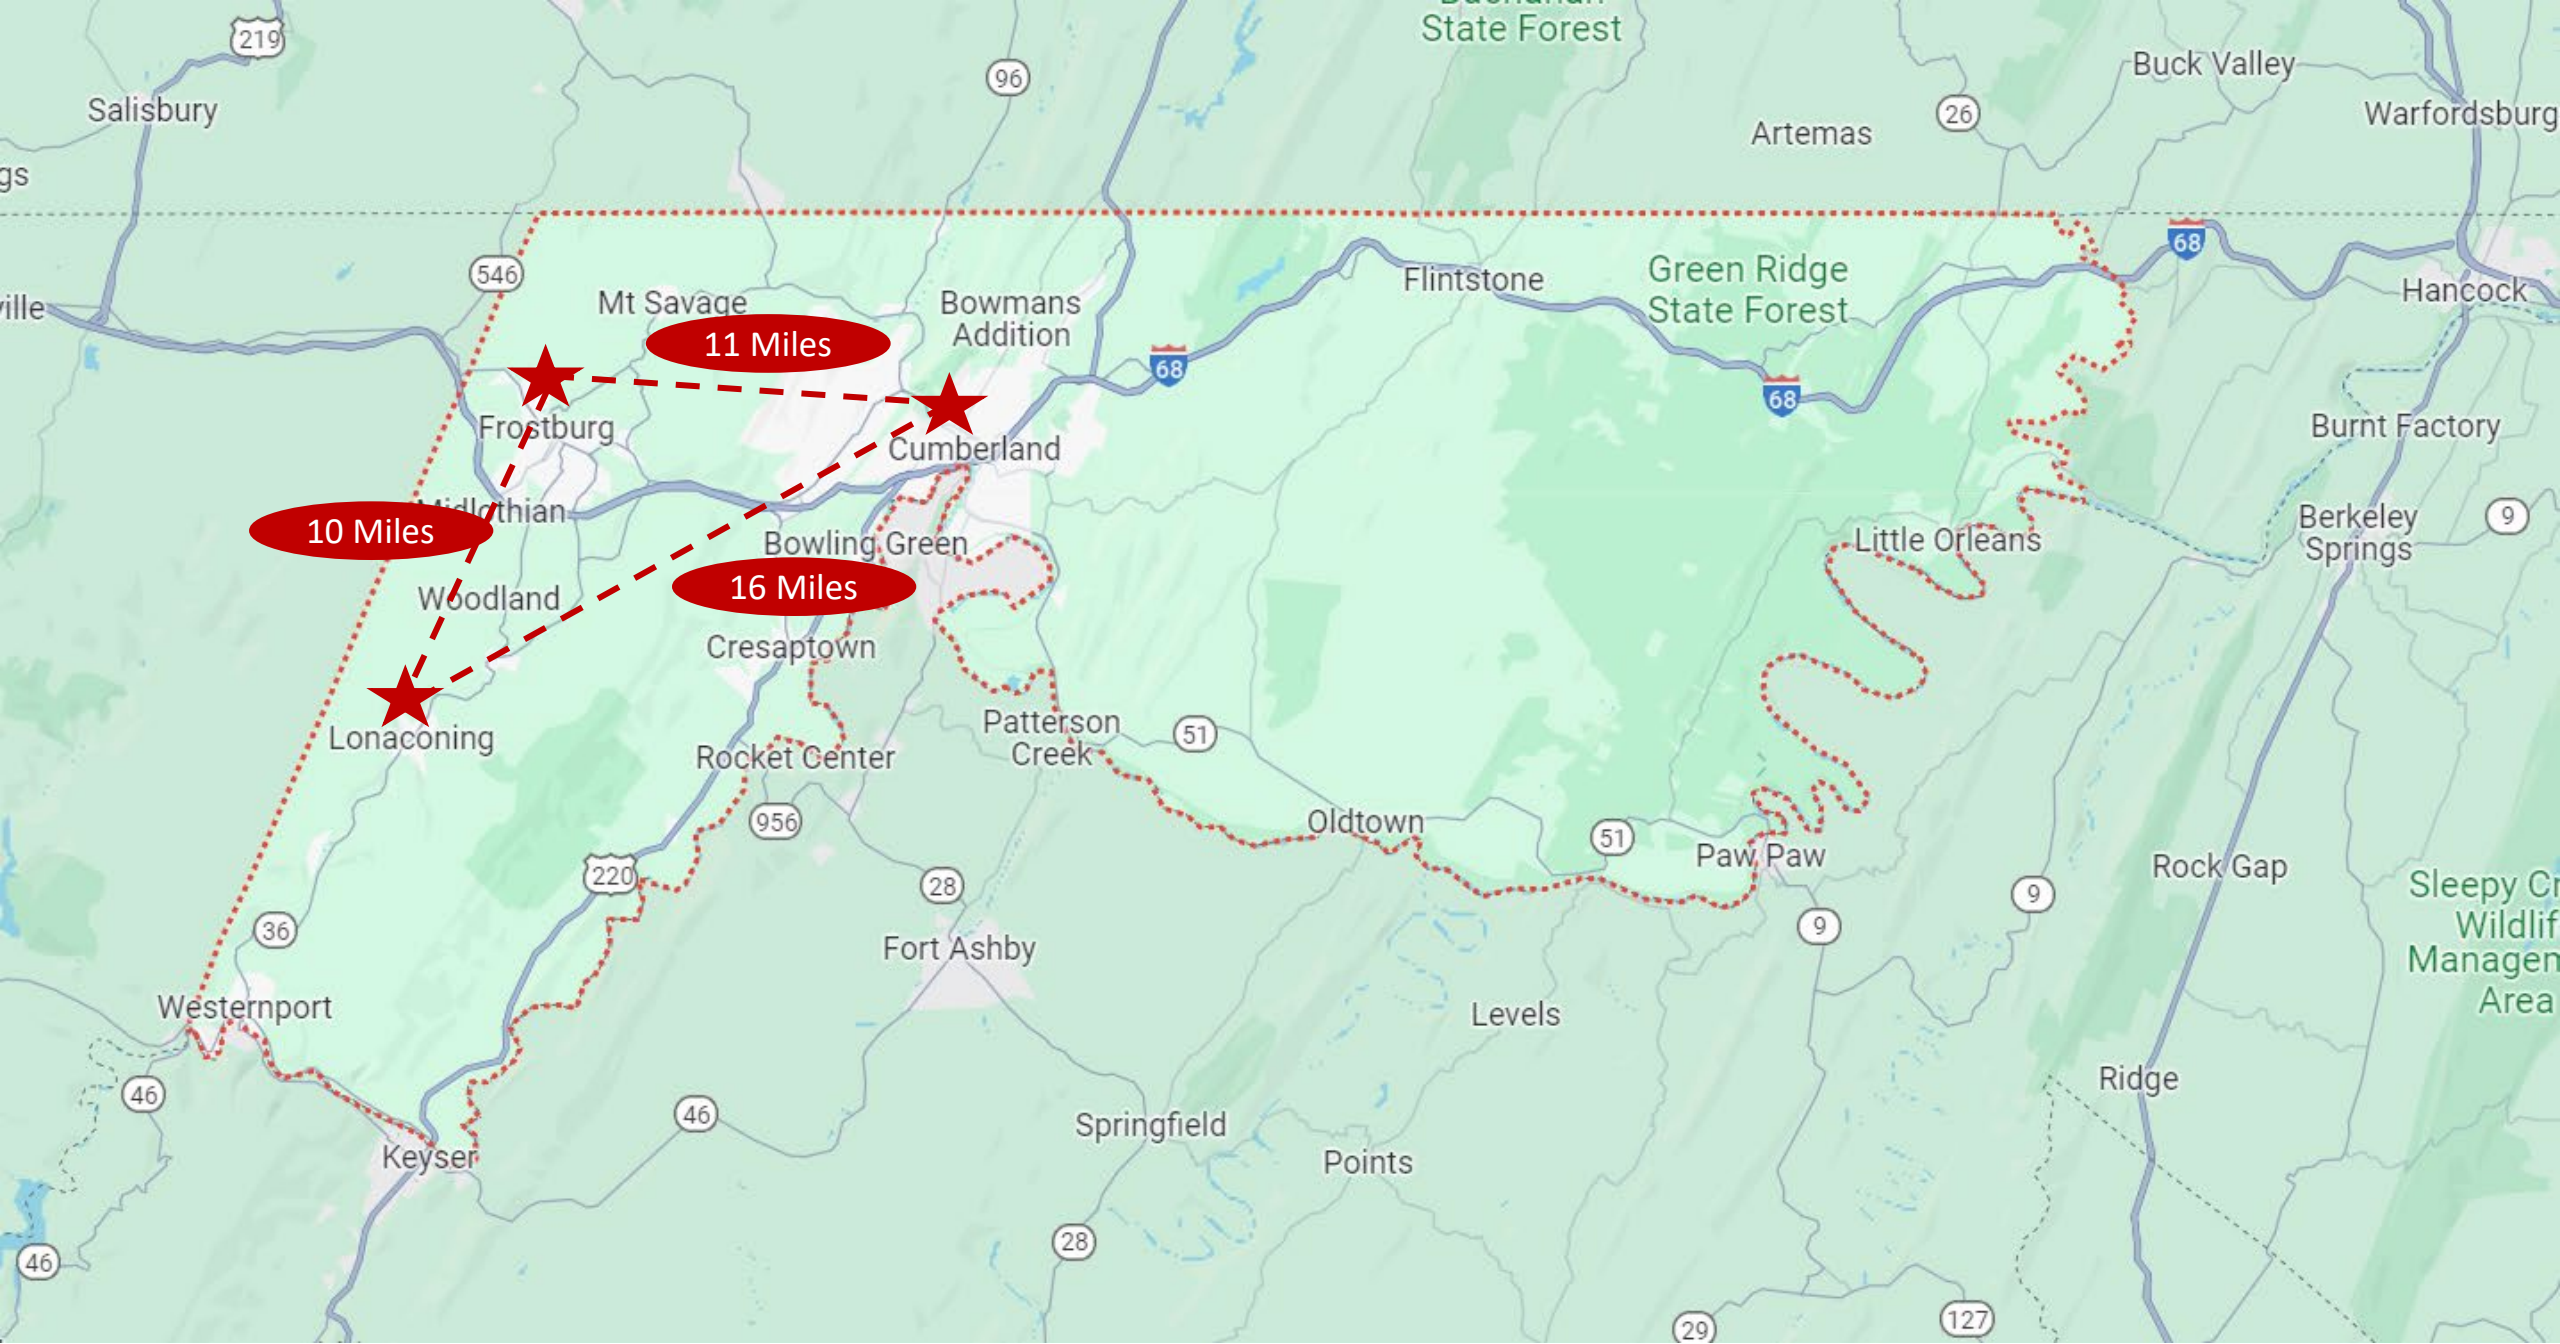 State Forest
219
96
Buck Valley
Salisbury
26
Warfordsburg
Artemas
gs
68
546
Green Ridge
State Forest
Flintstone
Hancock
ville
Mt Savage
Bowmans
Addition
11 Miles
68
68
Frostburg
Cumberland
Burnt Factory
Midlothian
10 Miles
Berkeley
Springs
9
Bowling Green
Little Orleans
16 Miles
Woodland
Cresaptown
Lonaconing
Patterson
Creek
51
Rocket Center
956
Oldtown
51
Paw Paw
Rock Gap
220
28
9
9
Sleepy Cr
Wildlif
Managem
Area
36
Fort Ashby
Westernport
Levels
46
46
Ridge
Springfield
Keyser
Points
28
46
29
127